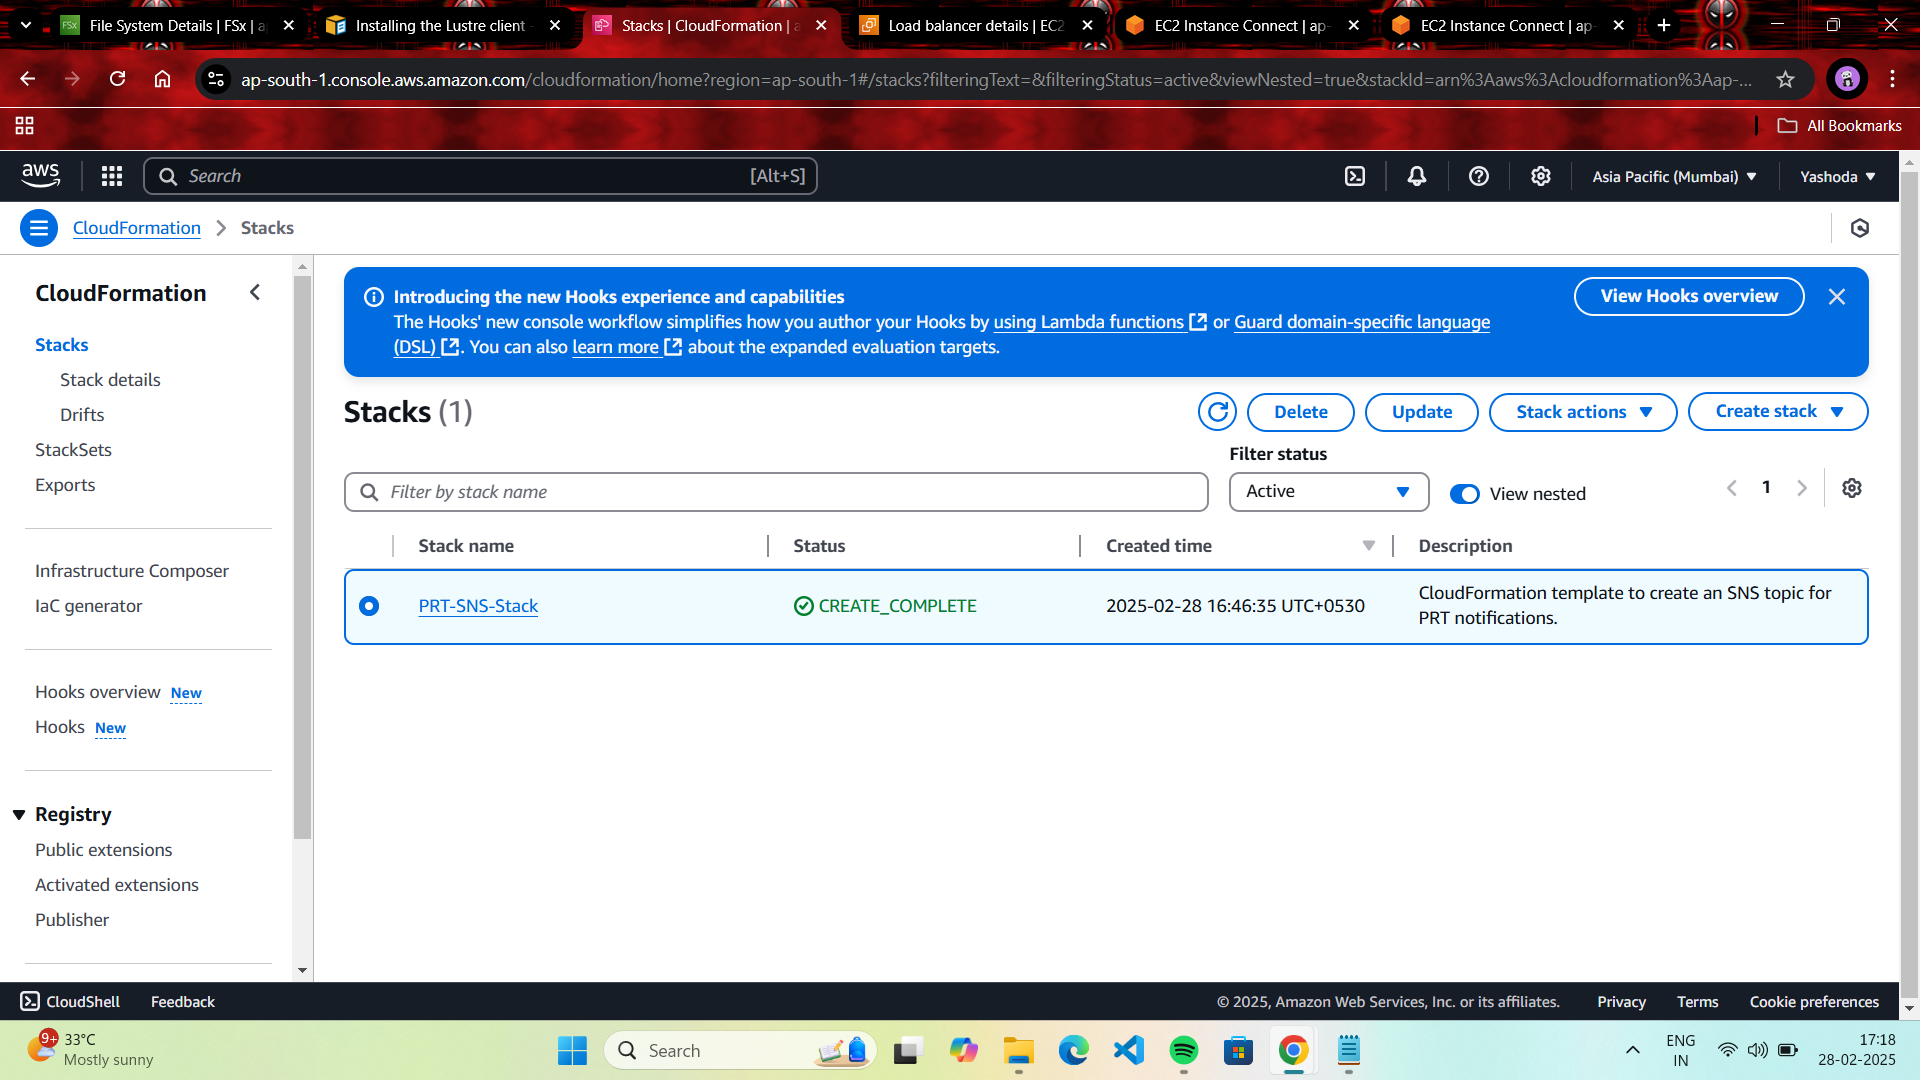 File System Details | FSx | a
Installing the Lustre client -
Stacks | CloudFormation | a
Load balancer details | EC2
EC2 Instance Connect | ap-
EC2 Instance Connect | ap-
ap-south-1.console.aws.amazon.com/cloudformation/home?region=ap-south-1#/stacks?filteringText=&filteringStatus=active&viewNested=true&stackId=arn%3Aaws%3Acloudformation%3Aap-...
All Bookmarks
aws
Search
[Alt+S]
Asia Pacific (Mumbai)
Yashoda
CloudFormation
Stacks
CloudFormation
Stacks
Stack details
Drifts
StackSets
Exports
Infrastructure Composer
IaC generator
Hooks overview New
Hooks New
Registry
Public extensions
Activated extensions
Publisher
Introducing the new Hooks experience and capabilities
The Hooks' new console workflow simplifies how you author your Hooks by using Lambda functions or Guard domain-specific language
(DSL). You can also learn more about the expanded evaluation targets.
View Hooks overview
Stacks (1)
Delete
Update
Stack actions
Create stack
Filter by stack name
Filter status
Active
View nested
1
Stack name
Status
Created time
Description
PRT-SNS-Stack
CREATE_COMPLETE
2025-02-28 16:46:35 UTC+0530
CloudFormation template to create an SNS topic for
PRT notifications.
CloudShell
Feedback
© 2025, Amazon Web Services, Inc. or its affiliates.
Privacy
Terms
Cookie preferences
9+
33°C
Mostly sunny
Search
ENG
IN
17:18
28-02-2025